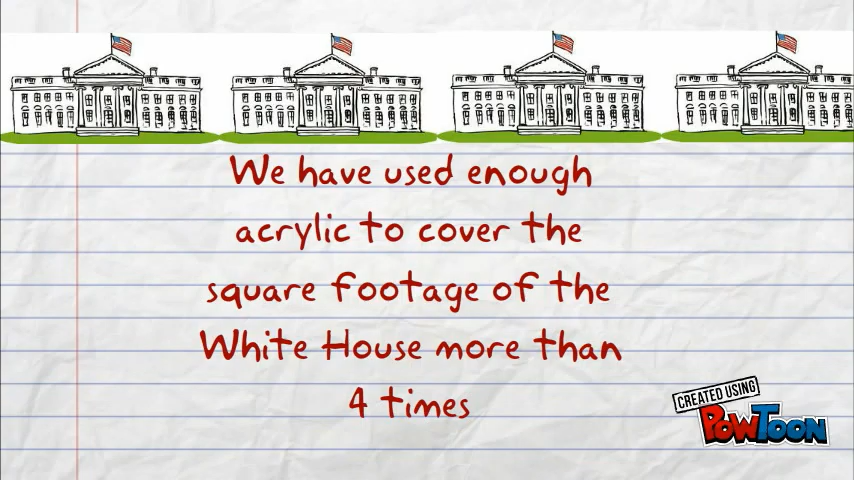 We have used enough
acrylic to cover the
square footage of the
White House more than
4 times
CREATED USING
POWTOON